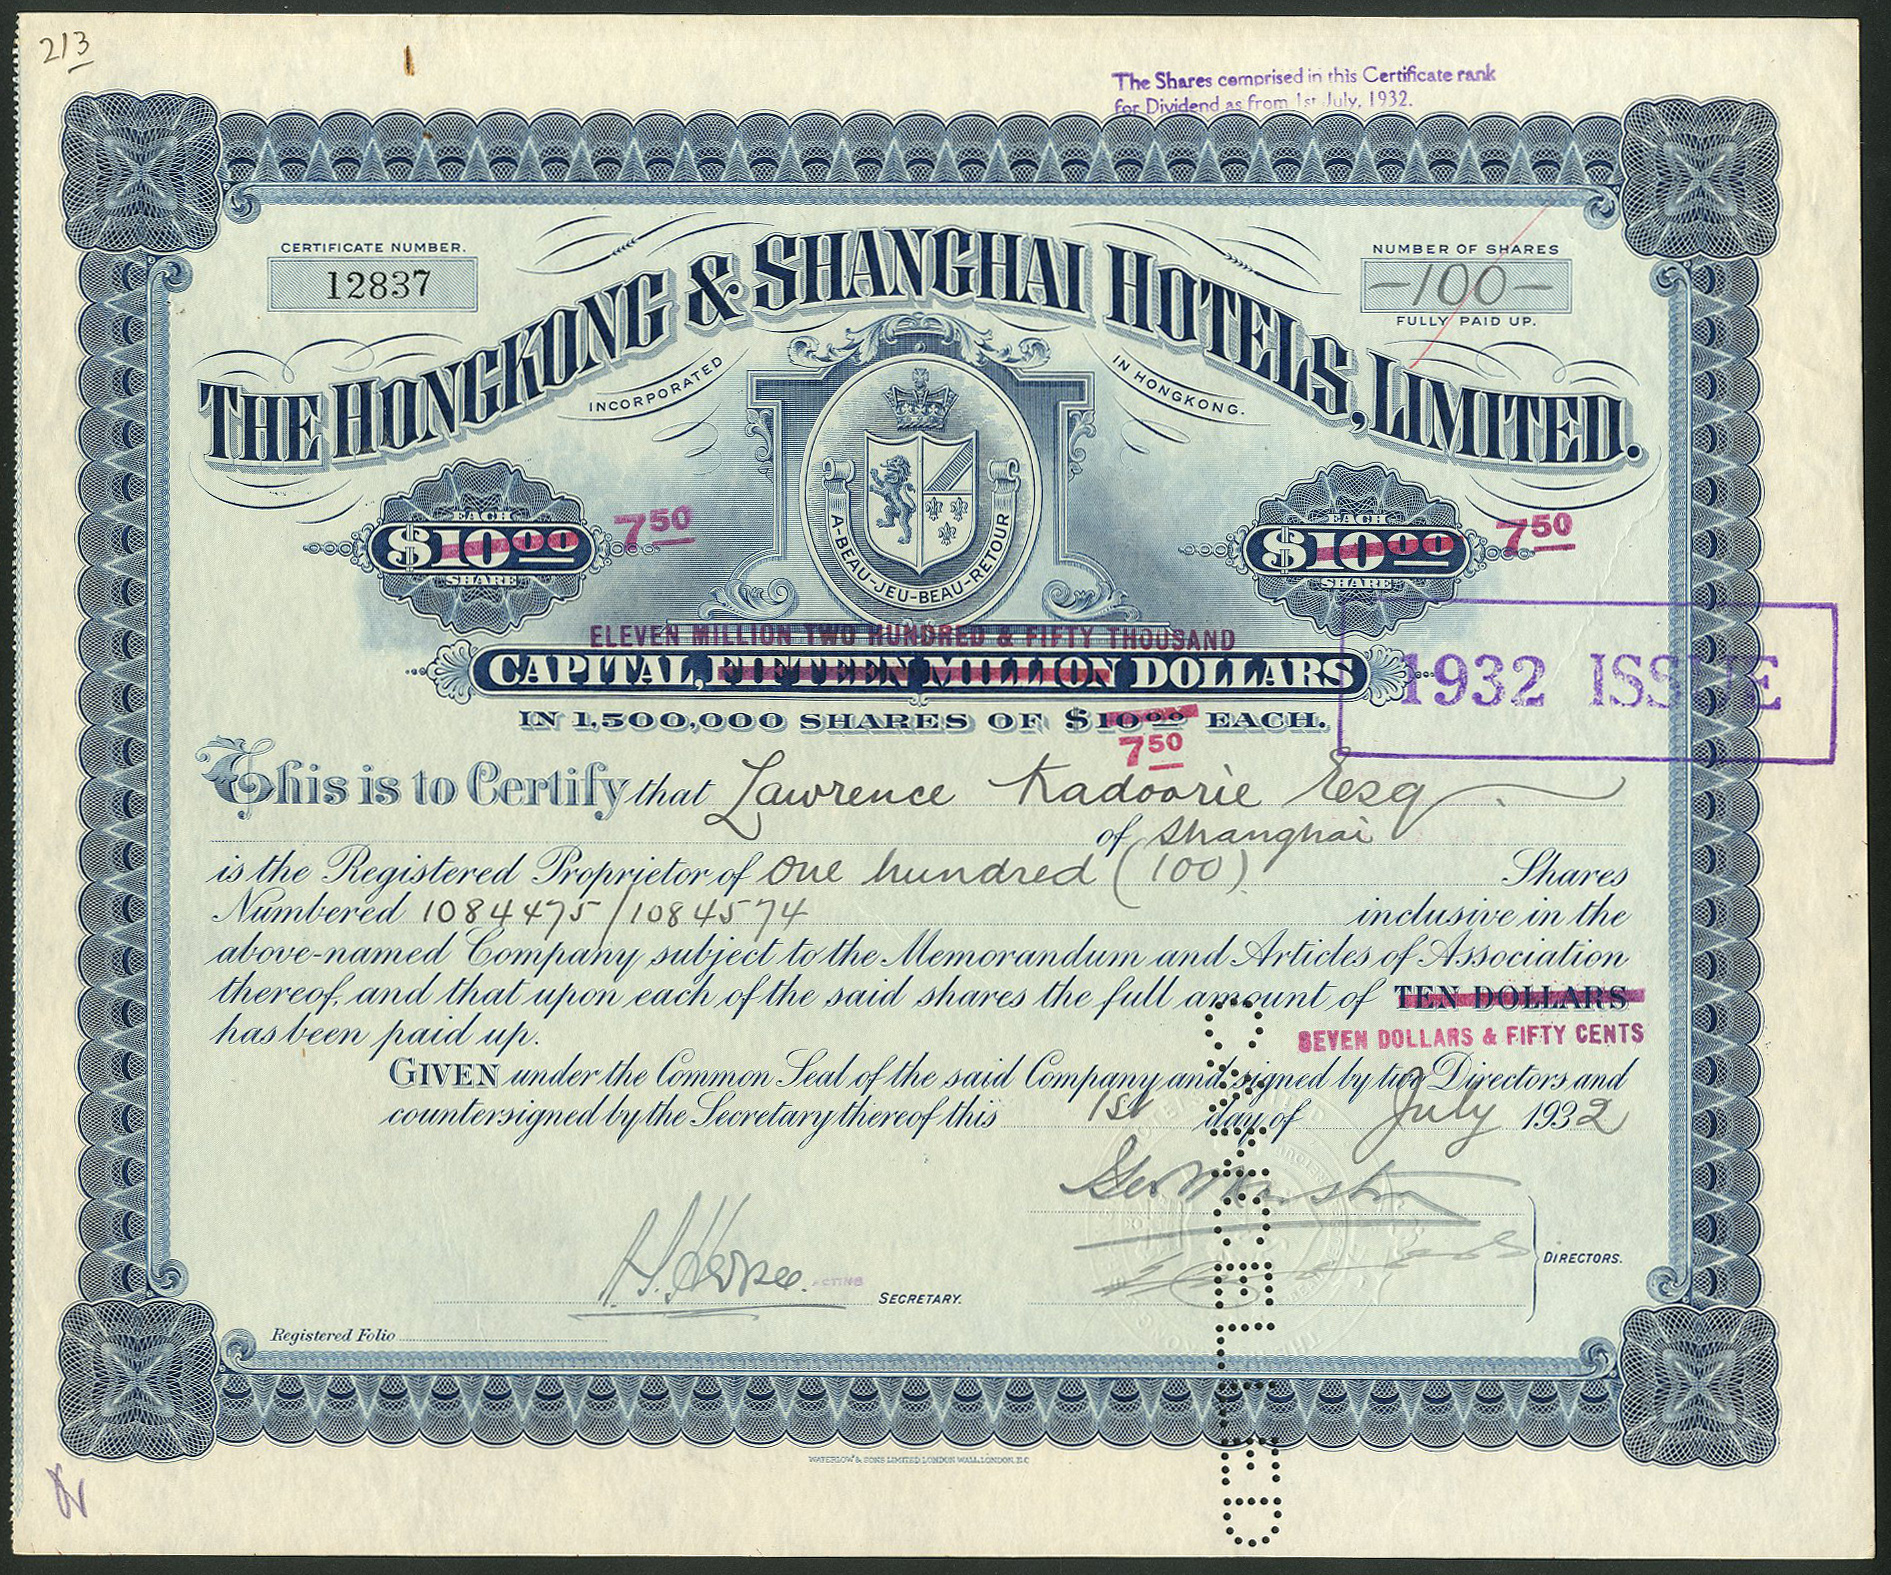 213
The Shares comprised in this Certificate rank
for Dividend as from 1st July, 1932.
CERTIFICATE NUMBER.
12837
NUMBER OF SHARES
—100—
FULLY PAID UP.
THE HONGKONG & SHANGHAI HOTELS, LIMITED.
INCORPORATED IN HONGKONG.
A-BEAU-JEU-BEAU-RETOUR
EACH
$10.00
SHARE
7 50
EACH
$10.00
SHARE
7 50
ELEVEN MILLION TWO HUNDRED & FIFTY THOUSAND
CAPITAL, FIFTEEN MILLION DOLLARS
1932 ISSUE
IN 1,500,000 SHARES OF $10.00 EACH.
7 50
This is to Certify that Lawrence Kadoorie Esq
of Shanghai
is the Registered Proprietor of One hundred (100) Shares
Numbered 1084475/1084574 inclusive in the
above-named Company subject to the Memorandum and Articles of Association
thereof, and that upon each of the said shares the full amount of TEN DOLLARS
has been paid up.
SEVEN DOLLARS & FIFTY CENTS
GIVEN under the Common Seal of the said Company and signed by two Directors and
countersigned by the Secretary thereof this 1st day of July 1932
ACTING
SECRETARY.
DIRECTORS.
Registered Folio
WATERLOW & SONS LIMITED, LONDON WALL, LONDON, E.C
CANCELLED